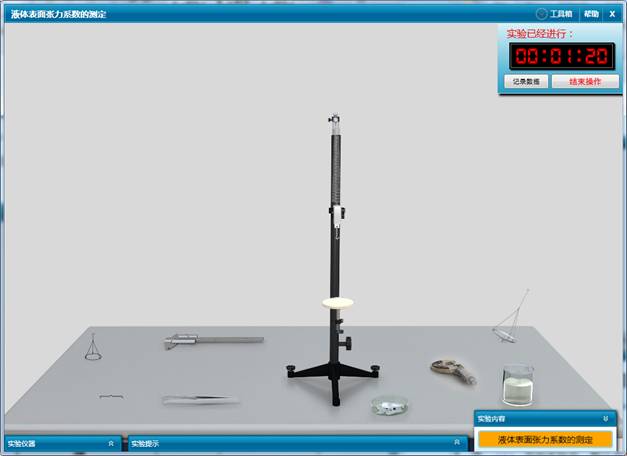 液体表面张力系数的测定
工具箱 帮助 X
实验已经进行：
00:01:20
记录数据 结束操作
实验内容
液体表面张力系数的测定
实验仪器
实验提示